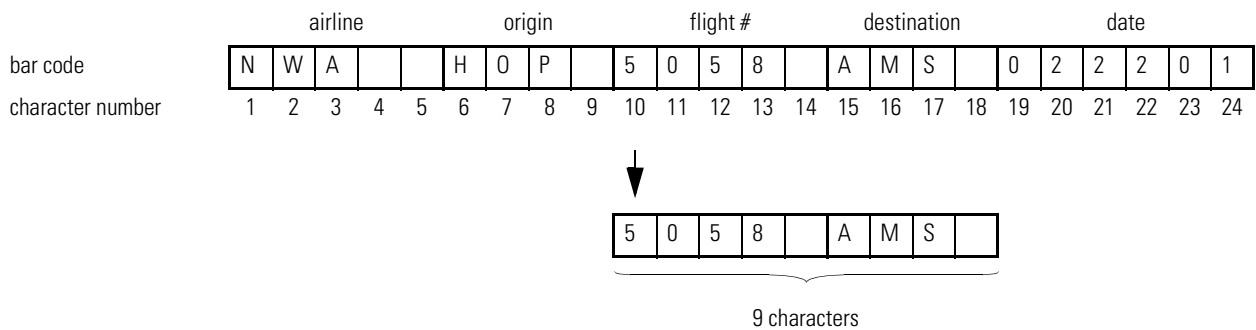 airline origin flight # destination date
bar code N W A H O P 5 0 5 8 A M S 0 2 2 2 0 1
character number 1 2 3 4 5 6 7 8 9 10 11 12 13 14 15 16 17 18 19 20 21 22 23 24
5 0 5 8 A M S
9 characters